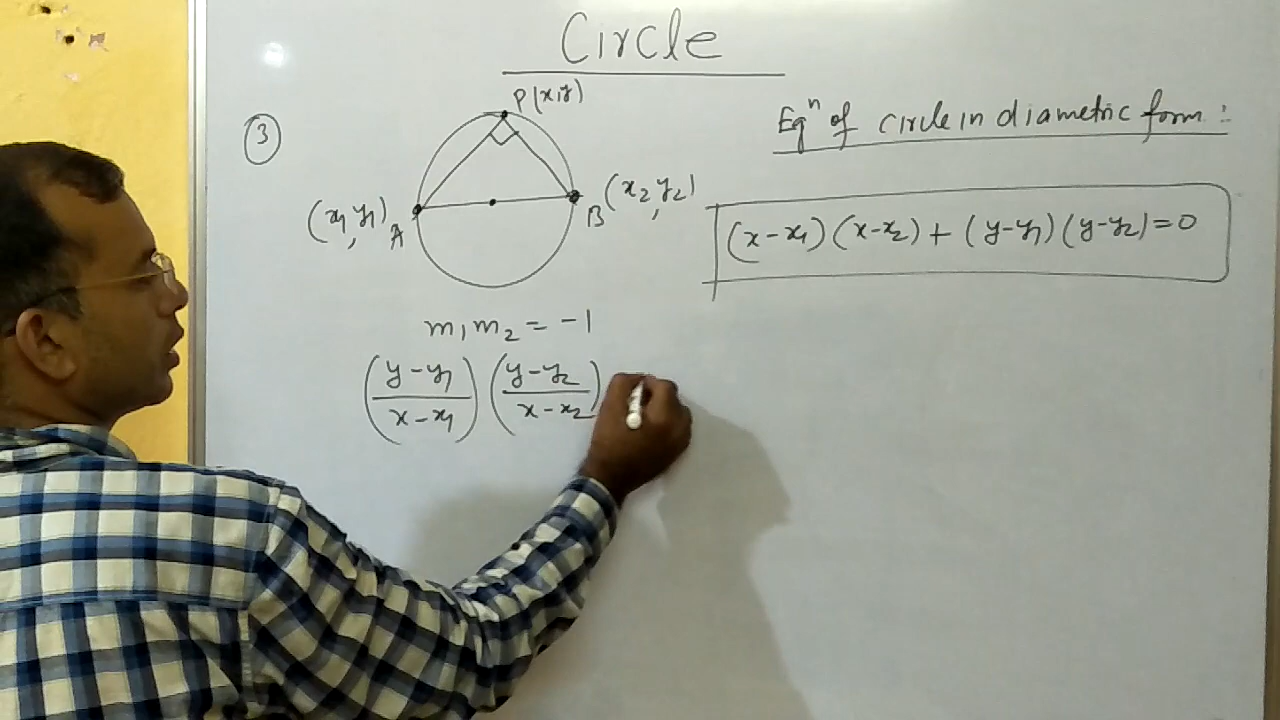 Circle
③
P(x,y)
(x₁, y₁) A
B (x₂, y₂)
m₁m₂ = -1
((y-y₁)/(x-x₁)) ((y-y₂)/(x-x₂))
Eqⁿ of circle in diametric form :
(x-x₁)(x-x₂) + (y-y₁)(y-y₂) = 0